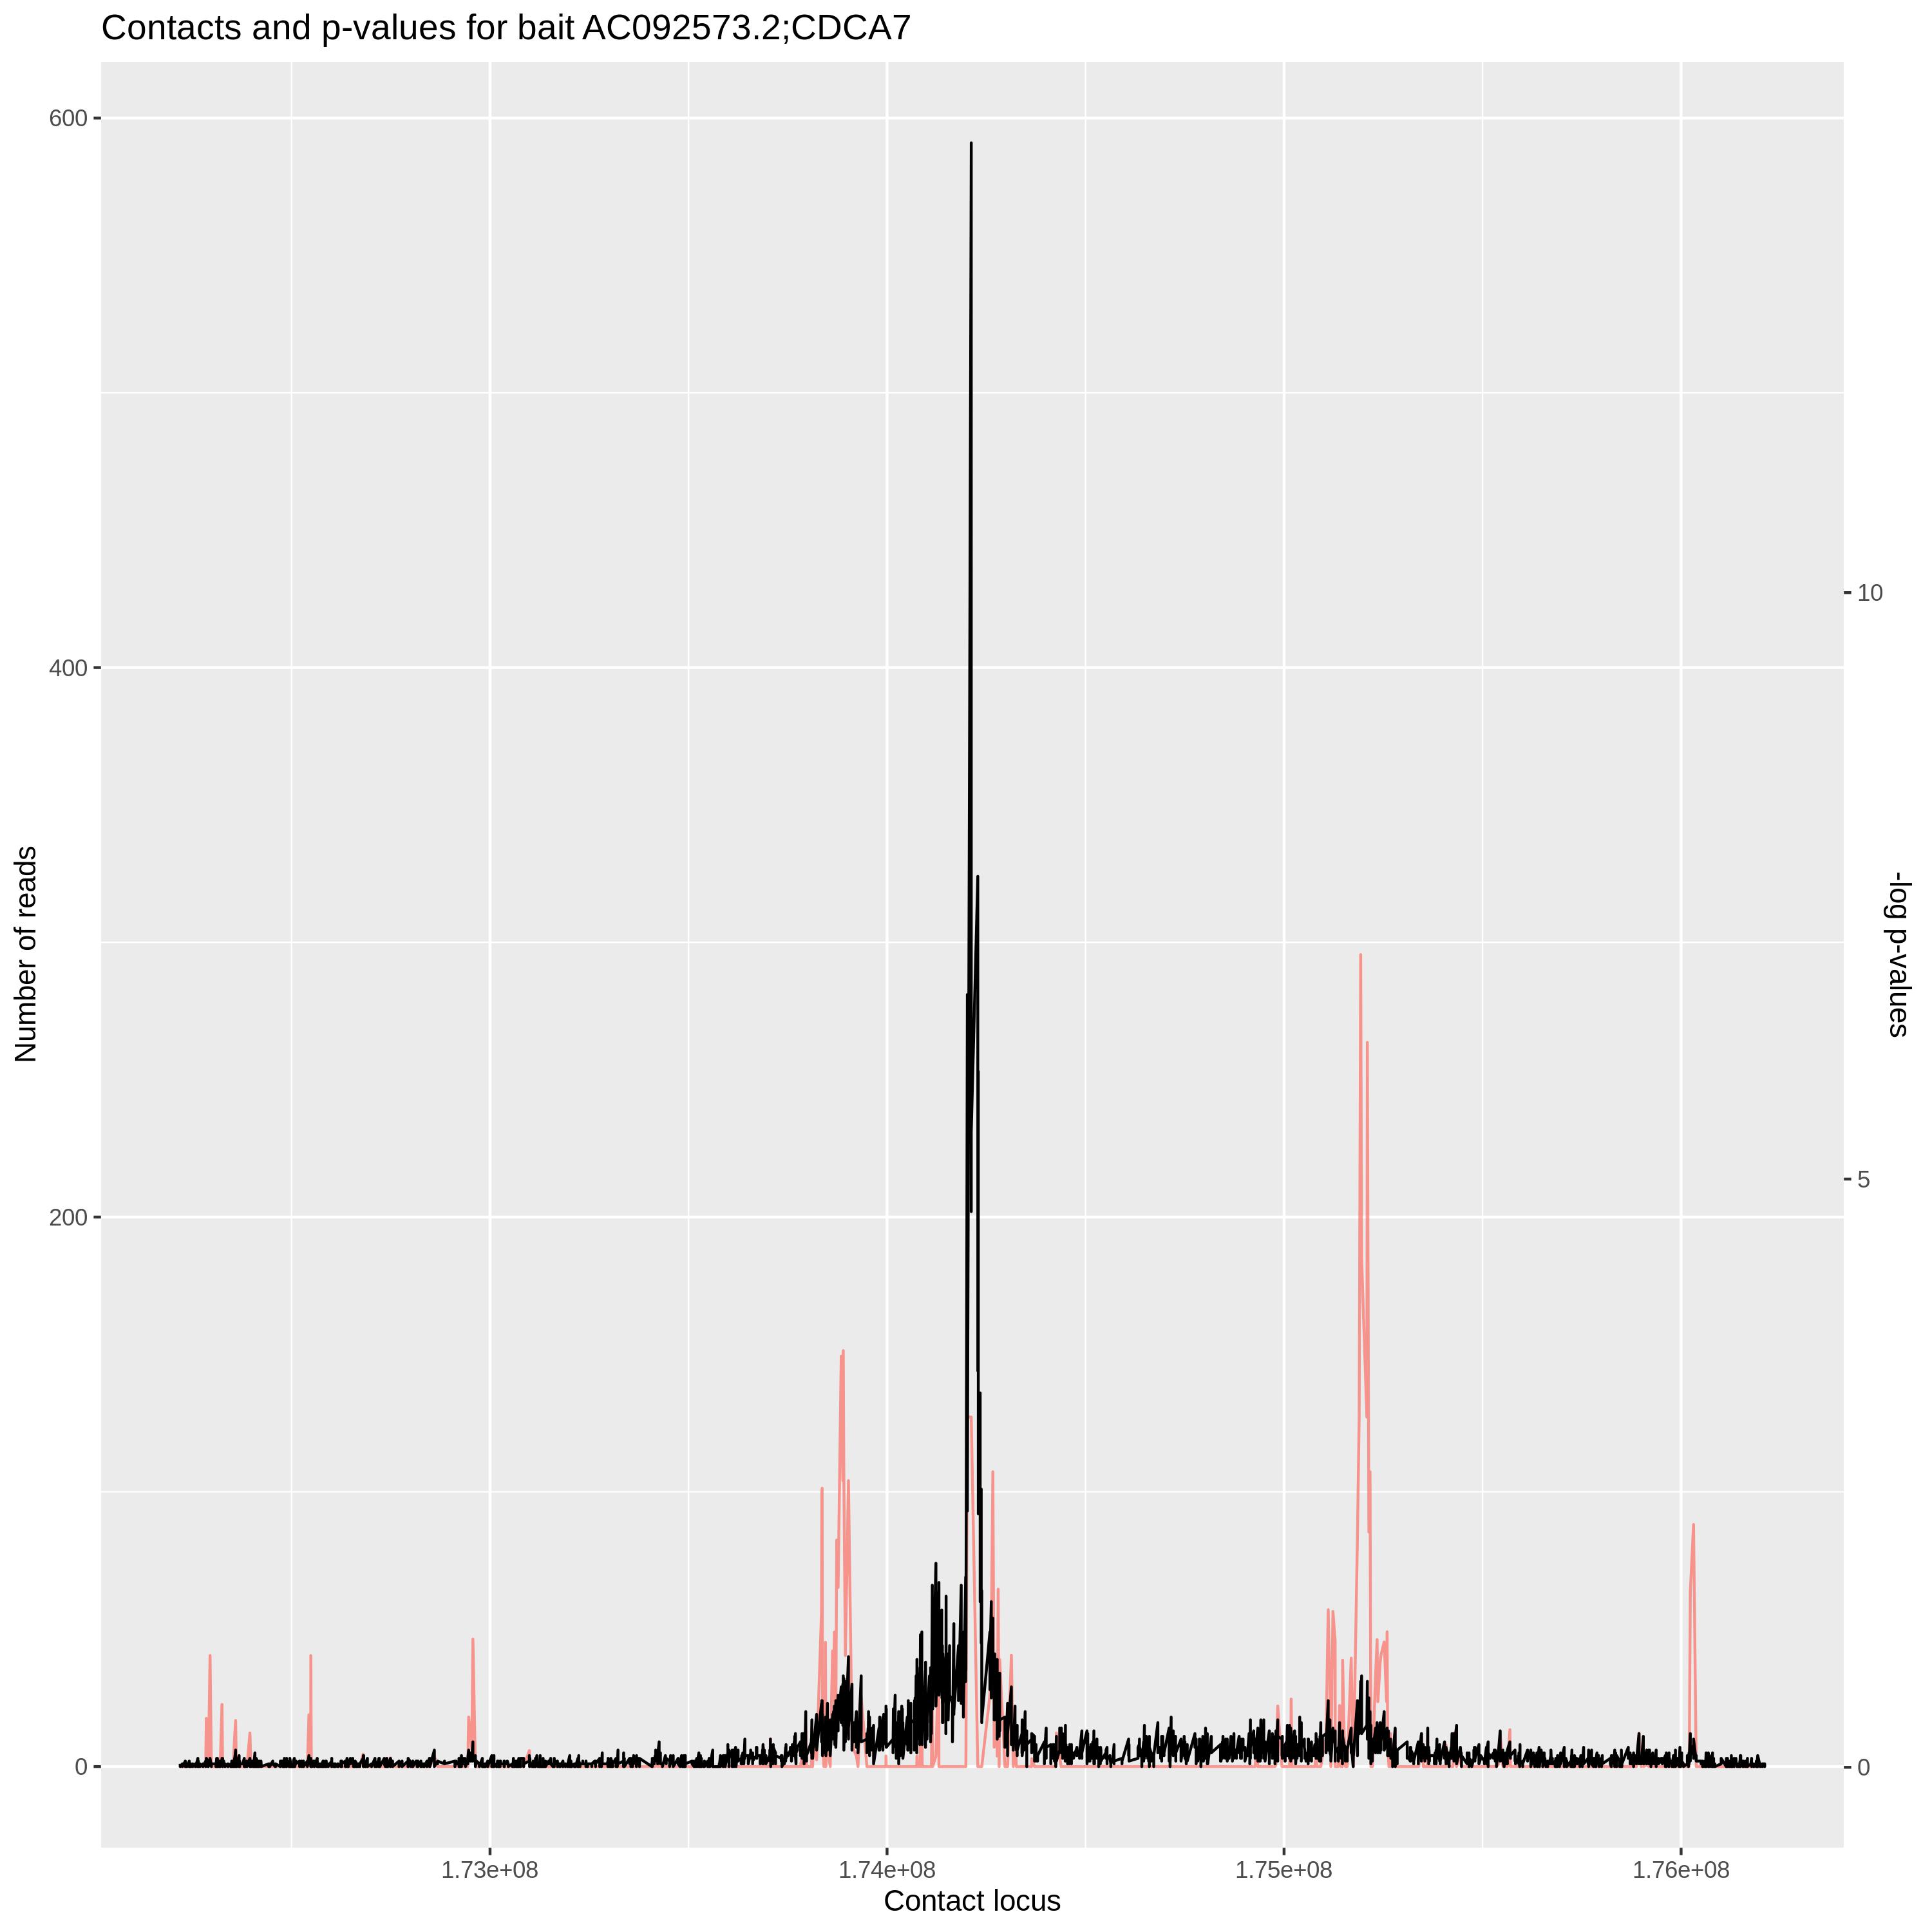 Contacts and p-values for bait AC092573.2;CDCA7
600
400
200
0
Number of reads
10
5
0
-log p-values
1.73e+08 1.74e+08 1.75e+08 1.76e+08
Contact locus